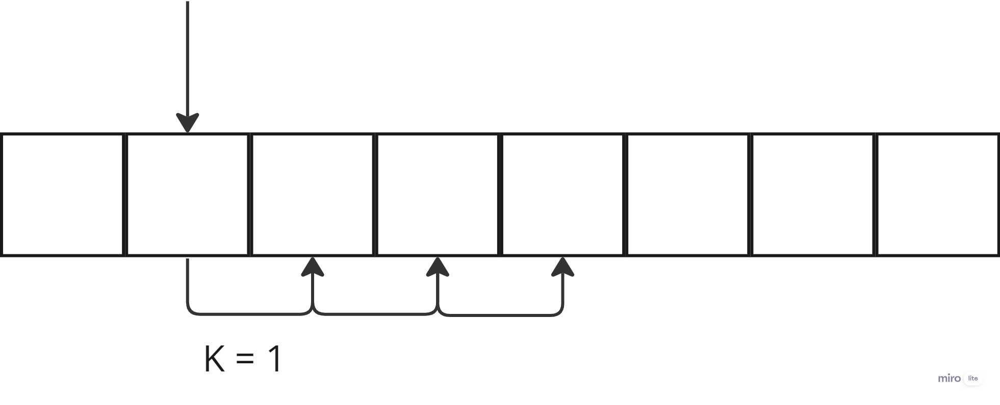 K = 1
miro lite